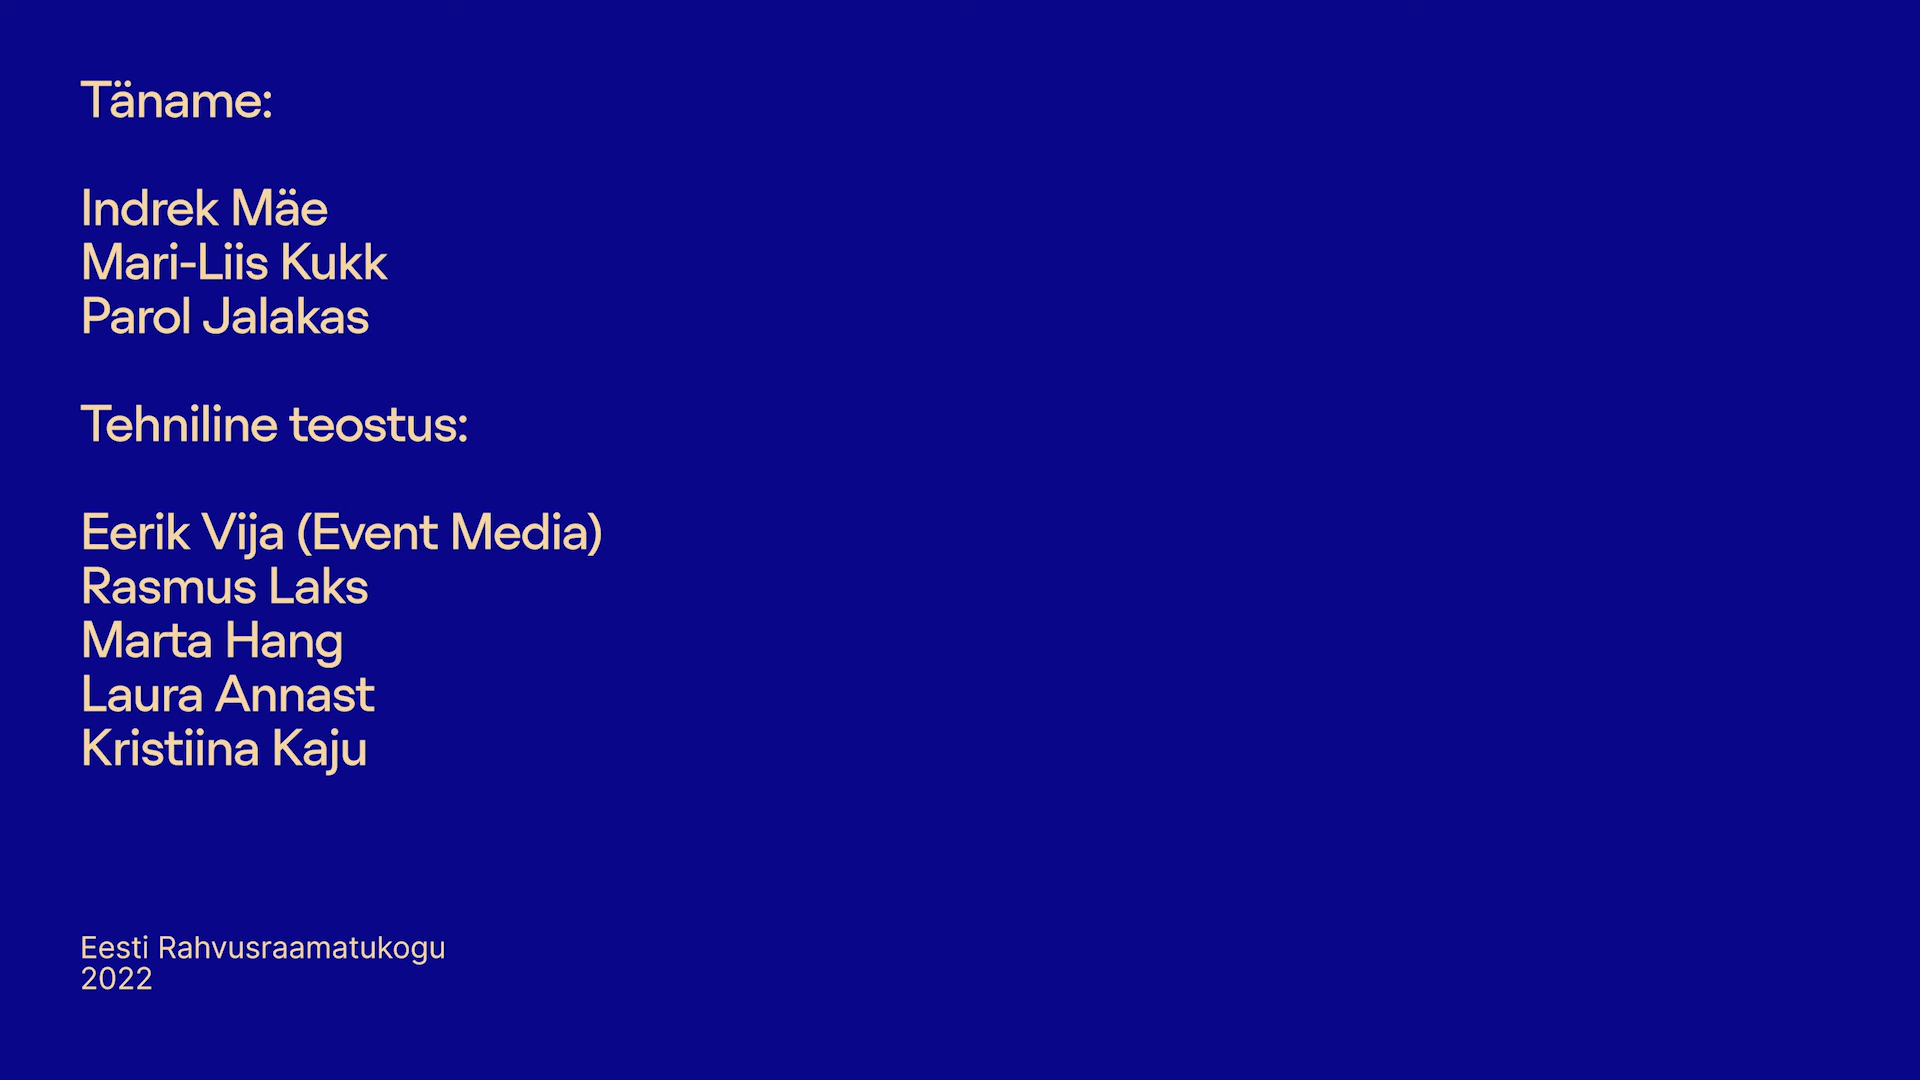 Täname:
Indrek Mäe
Mari-Liis Kukk
Parol Jalakas
Tehniline teostus:
Eerik Vija (Event Media)
Rasmus Laks
Marta Hang
Laura Annast
Kristiina Kaju
Eesti Rahvusraamatukogu
2022